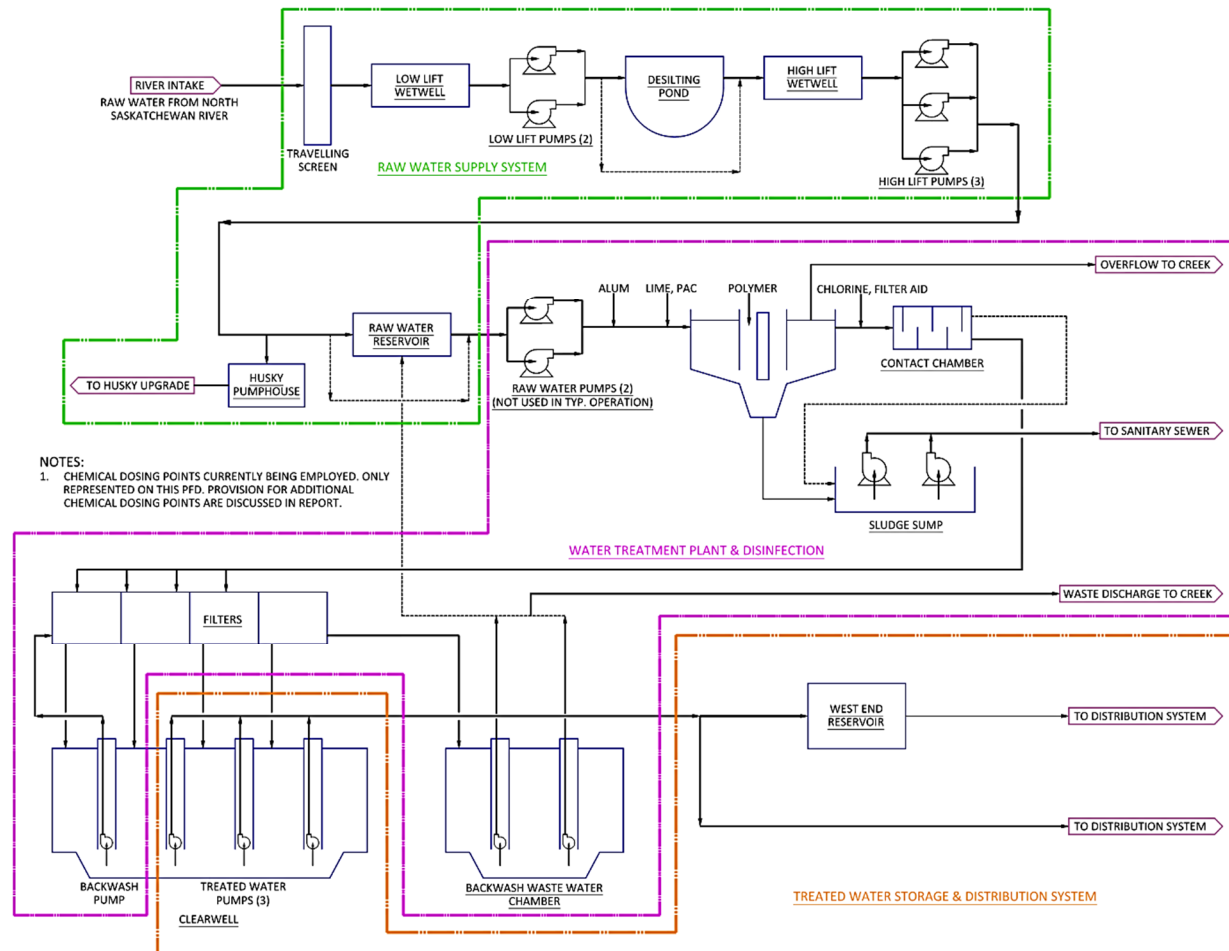 RIVER INTAKE
RAW WATER FROM NORTH
SASKATCHEWAN RIVER
TRAVELLING
SCREEN
LOW LIFT
WETWELL
LOW LIFT PUMPS (2)
DESILTING
POND
HIGH LIFT
WETWELL
HIGH LIFT PUMPS (3)
RAW WATER SUPPLY SYSTEM
OVERFLOW TO CREEK
ALUM
LIME, PAC
POLYMER
CHLORINE, FILTER AID
RAW WATER
RESERVOIR
CONTACT CHAMBER
TO HUSKY UPGRADE
HUSKY
PUMPHOUSE
RAW WATER PUMPS (2)
(NOT USED IN TYP. OPERATION)
TO SANITARY SEWER
NOTES:
1. CHEMICAL DOSING POINTS CURRENTLY BEING EMPLOYED. ONLY
REPRESENTED ON THIS PFD. PROVISION FOR ADDITIONAL
CHEMICAL DOSING POINTS ARE DISCUSSED IN REPORT.
SLUDGE SUMP
WATER TREATMENT PLANT & DISINFECTION
WASTE DISCHARGE TO CREEK
FILTERS
WEST END
RESERVOIR
TO DISTRIBUTION SYSTEM
TO DISTRIBUTION SYSTEM
BACKWASH
PUMP
TREATED WATER
PUMPS (3)
CLEARWELL
BACKWASH WASTE WATER
CHAMBER
TREATED WATER STORAGE & DISTRIBUTION SYSTEM